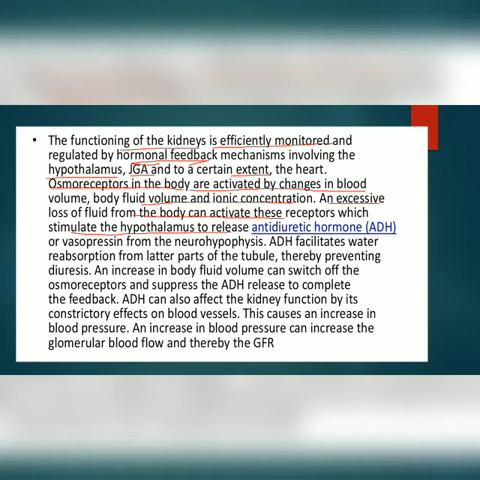 • The functioning of the kidneys is efficiently monitored and
regulated by hormonal feedback mechanisms involving the
hypothalamus, JGA and to a certain extent, the heart.
Osmoreceptors in the body are activated by changes in blood
volume, body fluid volume and ionic concentration. An excessive
loss of fluid from the body can activate these receptors which
stimulate the hypothalamus to release antidiuretic hormone (ADH)
or vasopressin from the neurohypophysis. ADH facilitates water
reabsorption from latter parts of the tubule, thereby preventing
diuresis. An increase in body fluid volume can switch off the
osmoreceptors and suppress the ADH release to complete
the feedback. ADH can also affect the kidney function by its
constrictory effects on blood vessels. This causes an increase in
blood pressure. An increase in blood pressure can increase the
glomerular blood flow and thereby the GFR